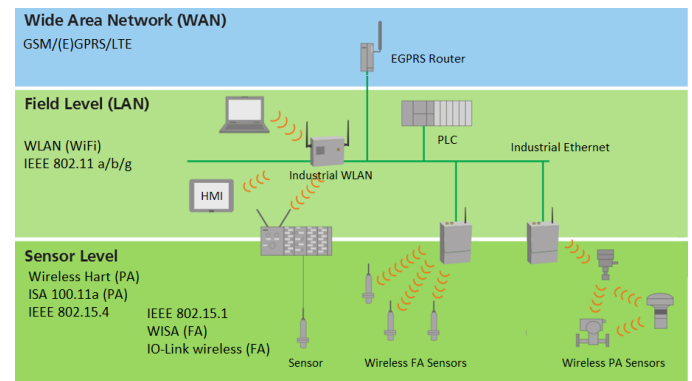 Wide Area Network (WAN)
GSM/(E)GPRS/LTE
EGPRS Router
Field Level (LAN)
WLAN (WiFi)
IEEE 802.11 a/b/g
PLC
Industrial Ethernet
Industrial WLAN
HMI
Sensor Level
Wireless Hart (PA)
ISA 100.11a (PA)
IEEE 802.15.4
IEEE 802.15.1
WISA (FA)
IO-Link wireless (FA)
Sensor
Wireless FA Sensors
Wireless PA Sensors